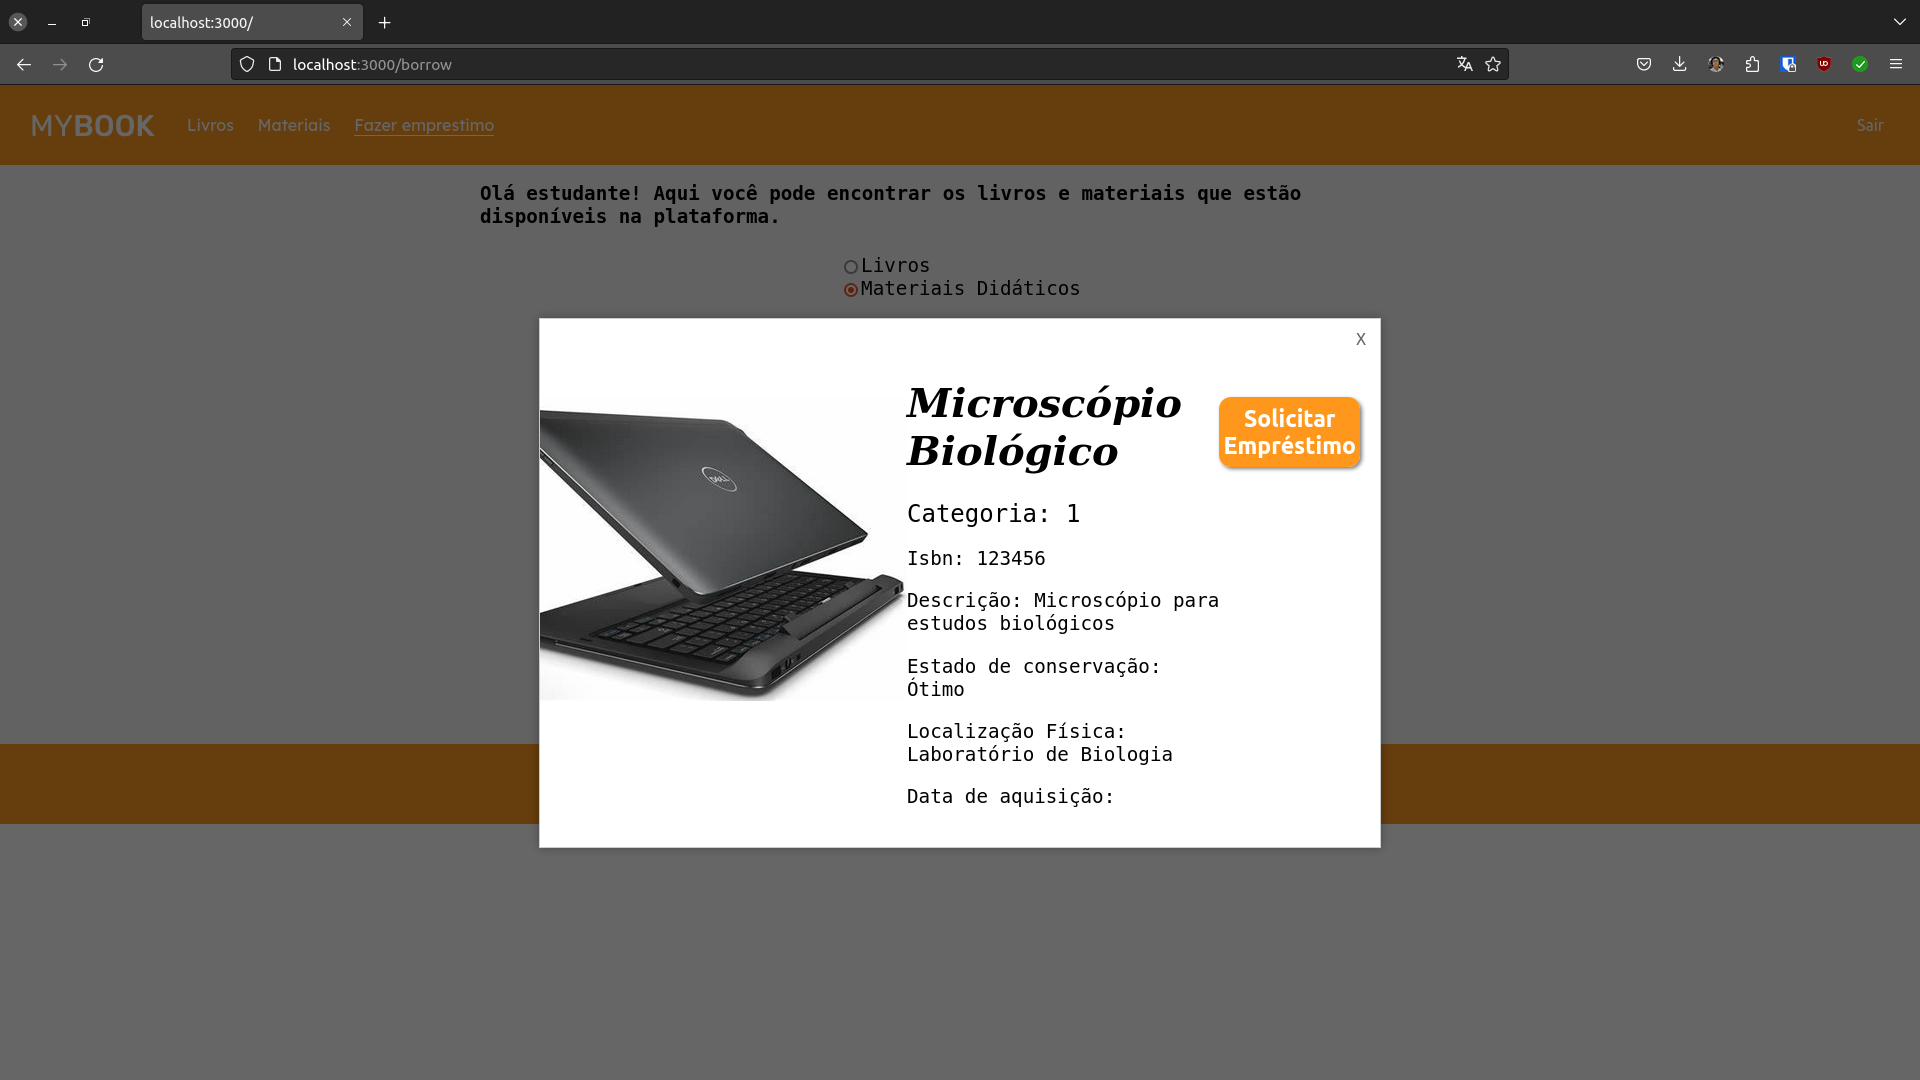 localhost:3000/
localhost:3000/borrow
MYBOOK Livros Materiais Fazer emprestimo Sair
Olá estudante! Aqui você pode encontrar os livros e materiais que estão
disponíveis na plataforma.
Livros
Materiais Didáticos
X
Microscópio
Biológico
Solicitar
Empréstimo
DELL
Categoria: 1
Isbn: 123456
Descrição: Microscópio para
estudos biológicos
Estado de conservação:
Ótimo
Localização Física:
Laboratório de Biologia
Data de aquisição: